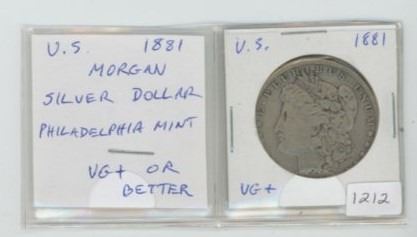 U.S. 1881
MORGAN
SILVER DOLLAR
PHILADELPHIA MINT
VG+ OR
BETTER
U.S. 1881
VG+
1212